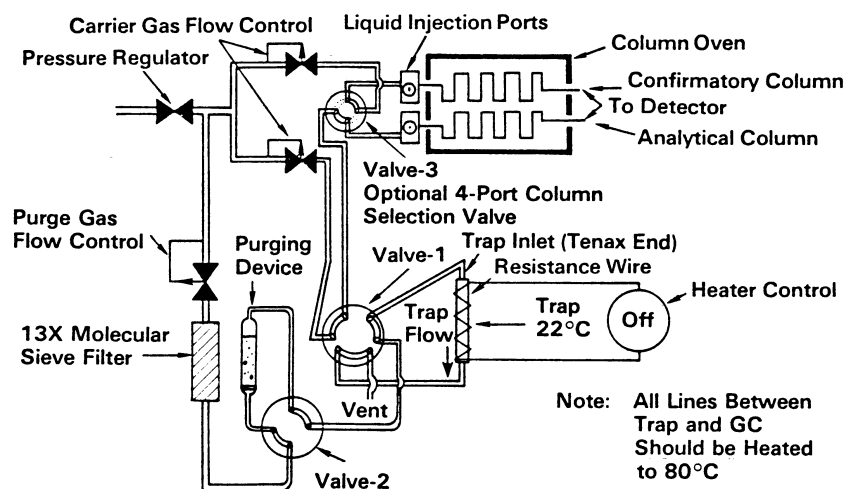 Carrier Gas Flow Control
Pressure Regulator
Liquid Injection Ports
Column Oven
Confirmatory Column
To Detector
Analytical Column
Valve-3
Optional 4-Port Column
Selection Valve
Purge Gas
Flow Control
Purging
Device
Valve-1
Trap Inlet (Tenax End)
Resistance Wire
Heater Control
Trap
Flow
Trap
22°C
Off
13X Molecular
Sieve Filter
Vent
Valve-2
Note: All Lines Between
Trap and GC
Should be Heated
to 80°C